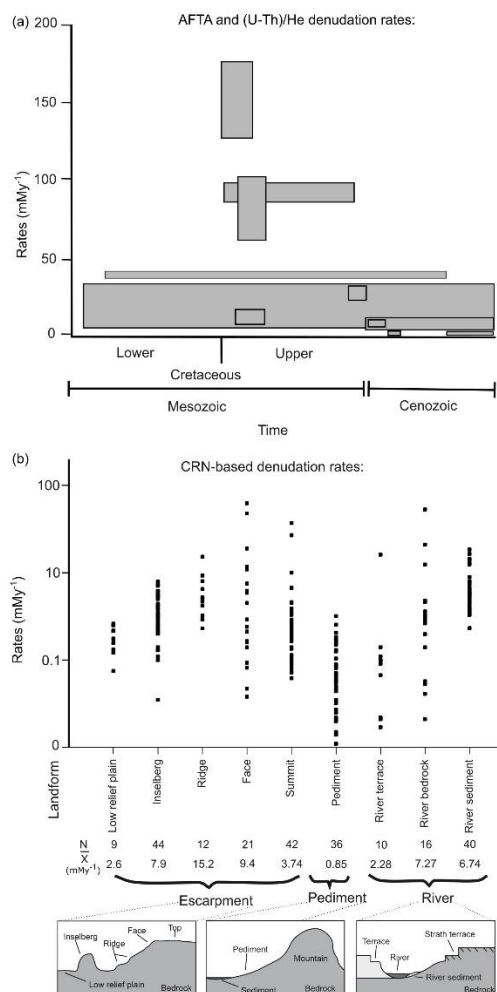 (a) AFTA and (U-Th)/He denudation rates:
200
150
100
50
0
Rates (mMy⁻¹)
Lower Upper
Cretaceous
Mesozoic Cenozoic
Time
(b) CRN-based denudation rates:
100
10
0.1
0
Rates (mMy⁻¹)
Landform
Low relief plain
Inselberg
Ridge
Face
Summit
Pediment
River terrace
River bedrock
River sediment
N 9 44 12 21 42 36 10 16 40
X̅ (mMy⁻¹) 2.6 7.9 15.2 9.4 3.74 0.85 2.28 7.27 6.74
Escarpment Pediment River
Inselberg Ridge Face Top
Low relief plain Bedrock
Pediment Mountain
Sediment Bedrock
Terrace River Strath terrace
River sediment
Bedrock